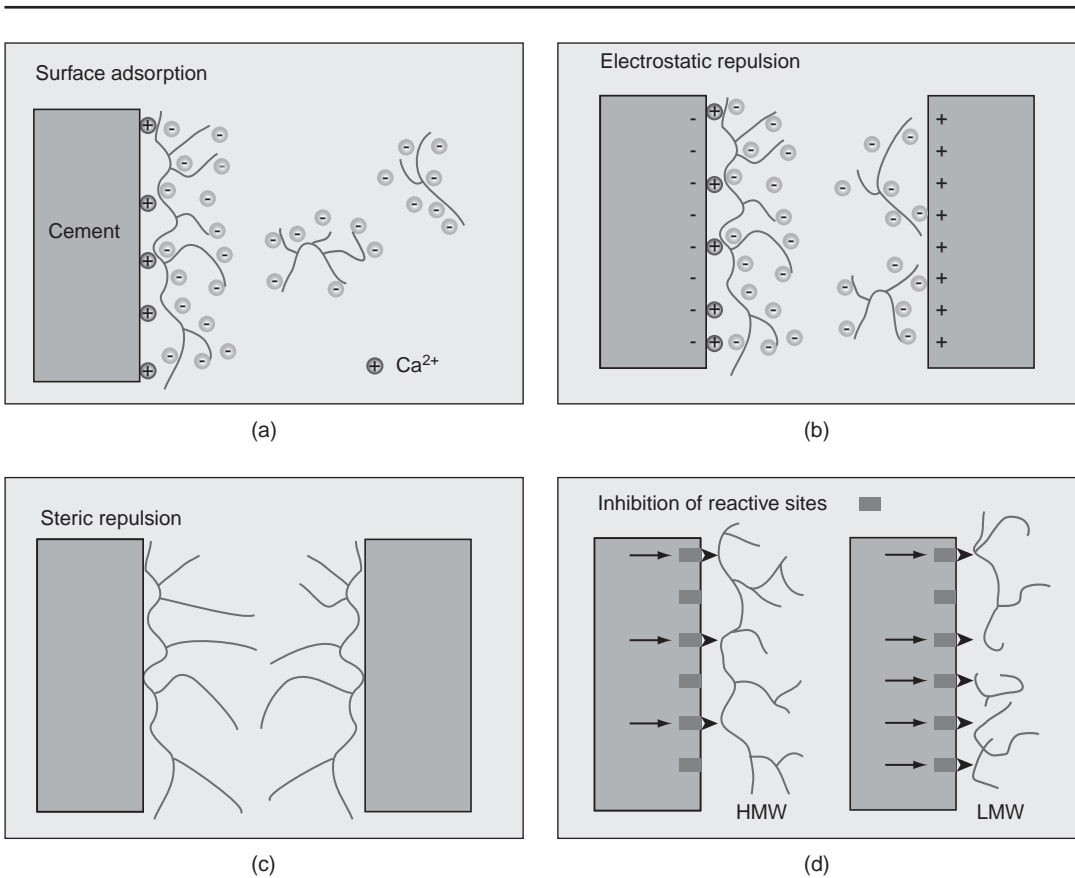 Surface adsorption
Cement
Ca²⁺
(a)
Electrostatic repulsion
(b)
Steric repulsion
(c)
Inhibition of reactive sites
HMW
LMW
(d)